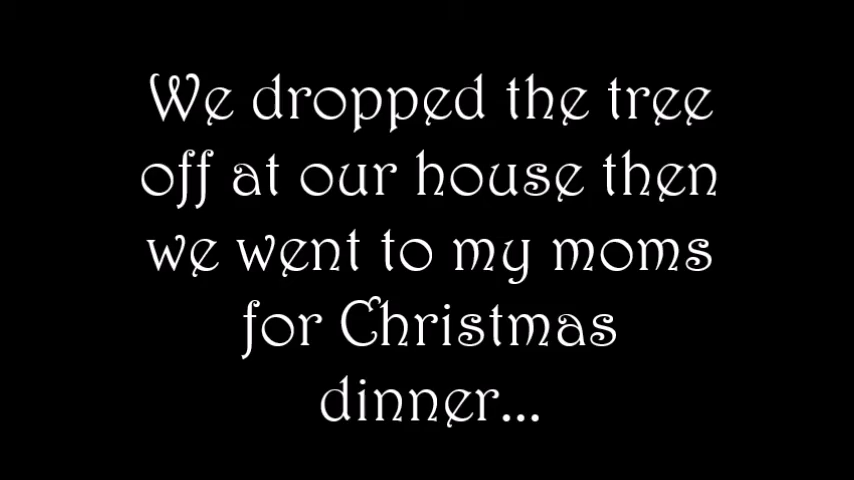 We dropped the tree
off at our house then
we went to my moms
for Christmas
dinner...